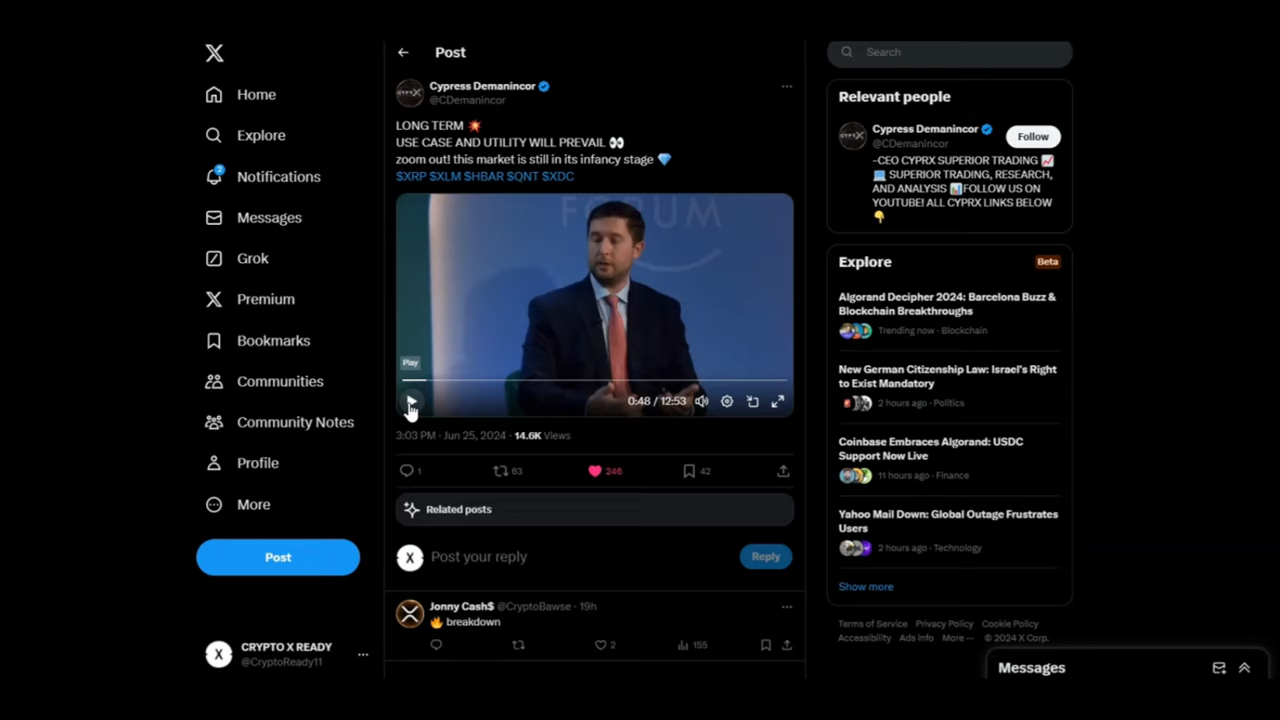 Home
Explore
2
Notifications
Messages
Grok
Premium
Bookmarks
Communities
Community Notes
Profile
More
Post
CRYPTO X READY
@CryptoReady11
Post
Cypress Demanincor
@CDemanincor
LONG TERM 💥
USE CASE AND UTILITY WILL PREVAIL 👀
zoom out! this market is still in its infancy stage 💎
$XRP $XLM $HBAR $QNT $XDC
FORUM
Play
0:48 / 12:53
3:03 PM · Jun 25, 2024 · 14.6K Views
1 63 246 42
Related posts
Post your reply
Reply
Jonny Cash$ @CryptoBawse · 19h
🔥 breakdown
2 155
Search
Relevant people
Cypress Demanincor
@CDemanincor
Follow
-CEO CYPRX SUPERIOR TRADING 📈
💻 SUPERIOR TRADING, RESEARCH,
AND ANALYSIS 📊FOLLOW US ON
YOUTUBE! ALL CYPRX LINKS BELOW
👇
Explore
Beta
Algorand Decipher 2024: Barcelona Buzz &
Blockchain Breakthroughs
Trending now · Blockchain
New German Citizenship Law: Israel's Right
to Exist Mandatory
2 hours ago · Politics
Coinbase Embraces Algorand: USDC
Support Now Live
11 hours ago · Finance
Yahoo Mail Down: Global Outage Frustrates
Users
2 hours ago · Technology
Show more
Terms of Service Privacy Policy Cookie Policy
Accessibility Ads info More ··· © 2024 X Corp.
Messages